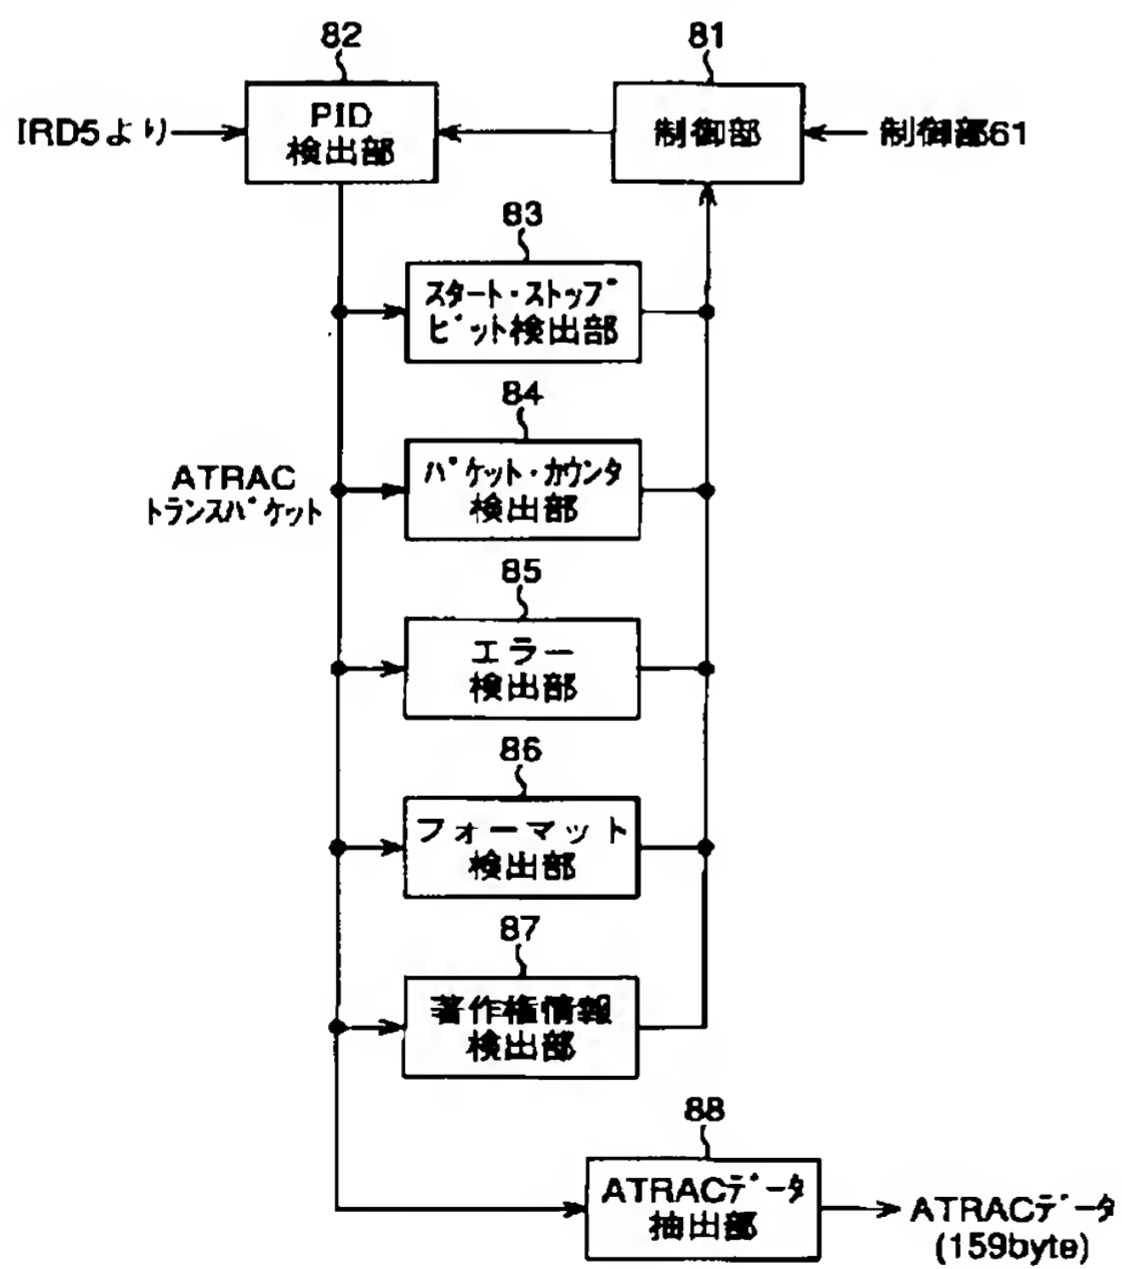 82
81
IRD5より
PID
検出部
制御部
制御部61
83
スタート・ストップ
ビット検出部
84
ATRAC
トランスパケット
パケット・カウンタ
検出部
85
エラー
検出部
86
フォーマット
検出部
87
著作権情報
検出部
88
ATRACデータ
抽出部
ATRACデータ
(159byte)